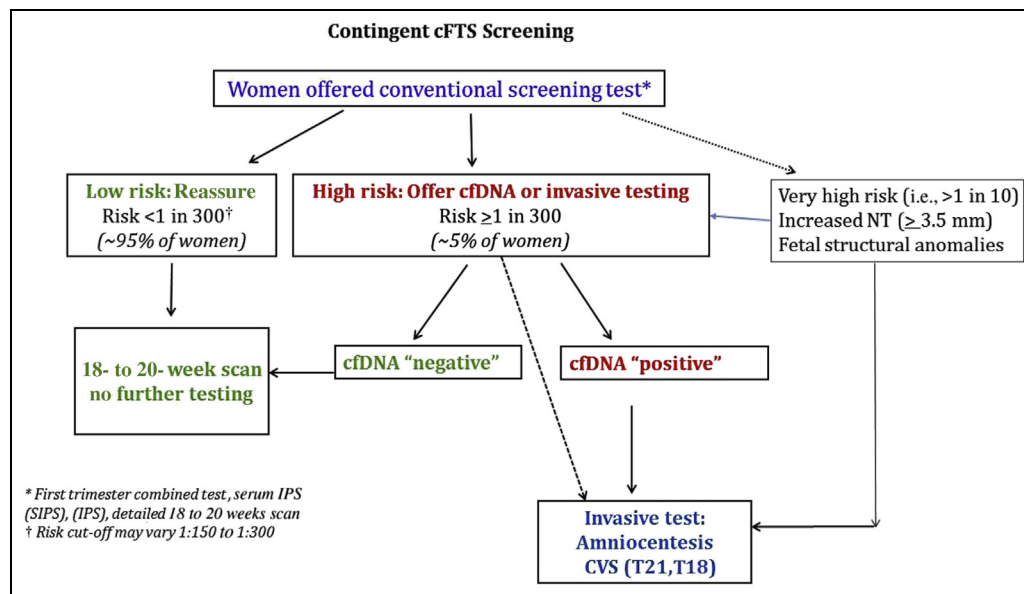 Contingent cFTS Screening
Women offered conventional screening test*
Low risk: Reassure
Risk <1 in 300†
(~95% of women)
High risk: Offer cfDNA or invasive testing
Risk ≥1 in 300
(~5% of women)
Very high risk (i.e., >1 in 10)
Increased NT (≥ 3.5 mm)
Fetal structural anomalies
18- to 20- week scan
no further testing
cfDNA “negative”
cfDNA “positive”
* First trimester combined test, serum IPS
(SIPS), (IPS), detailed 18 to 20 weeks scan
† Risk cut-off may vary 1:150 to 1:300
Invasive test:
Amniocentesis
CVS (T21,T18)